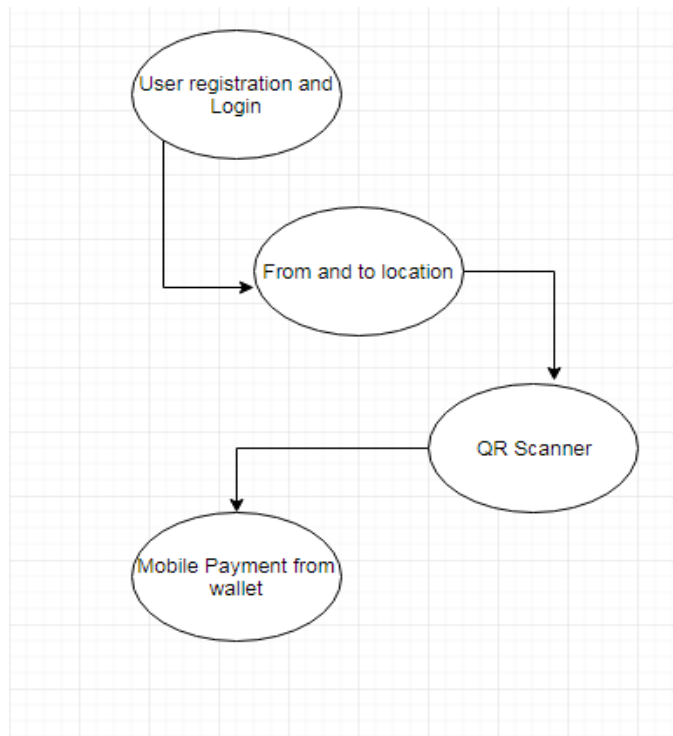 User registration and
Login
From and to location
QR Scanner
Mobile Payment from
wallet